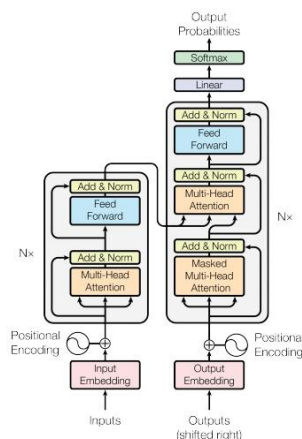 Output
Probabilities
Softmax
Linear
Add & Norm
Feed
Forward
Add & Norm
Multi-Head
Attention
Add & Norm
Masked
Multi-Head
Attention
N×
Add & Norm
Feed
Forward
Add & Norm
Multi-Head
Attention
N×
Positional
Encoding
Positional
Encoding
Input
Embedding
Output
Embedding
Inputs
Outputs
(shifted right)